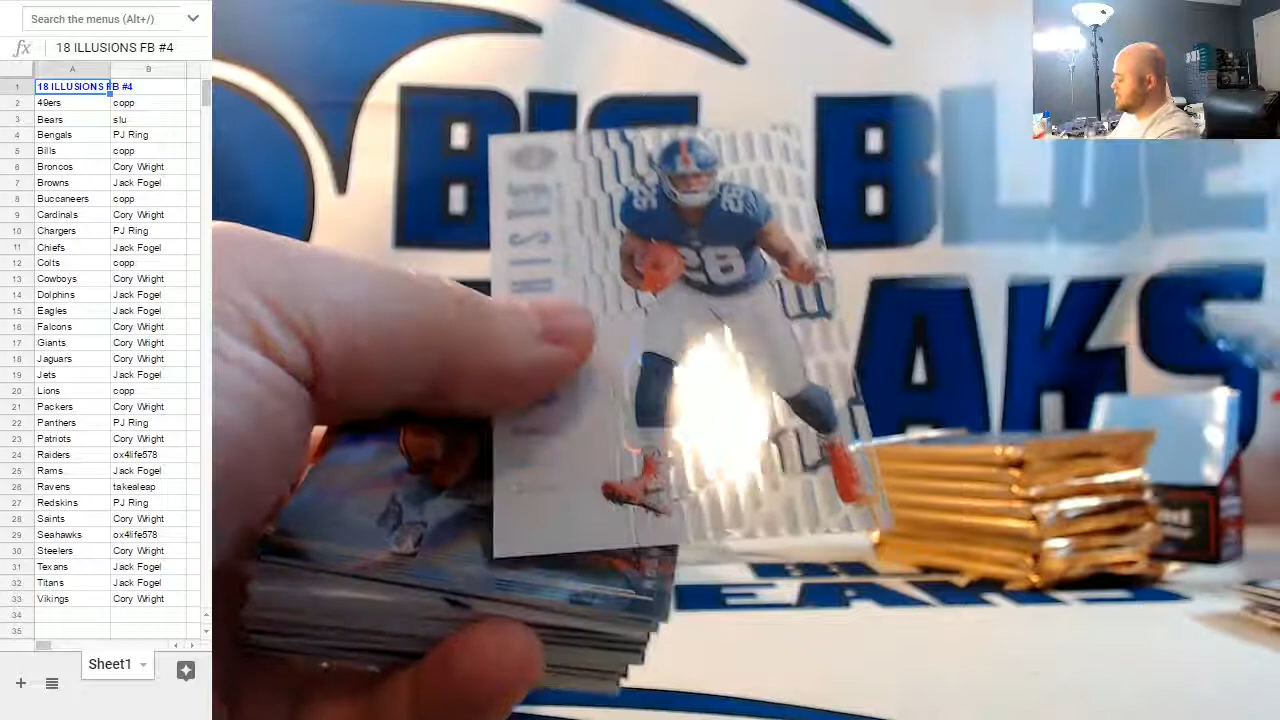 Search the menus (Alt+/)
fx 18 ILLUSIONS FB #4
A B
1 18 ILLUSIONS FB #4
2 49ers copp
3 Bears slu
4 Bengals PJ Ring
5 Bills copp
6 Broncos Cory Wright
7 Browns Jack Fogel
8 Buccaneers copp
9 Cardinals Cory Wright
10 Chargers PJ Ring
11 Chiefs Jack Fogel
12 Colts copp
13 Cowboys Cory Wright
14 Dolphins Jack Fogel
15 Eagles Jack Fogel
16 Falcons Cory Wright
17 Giants Cory Wright
18 Jaguars Cory Wright
19 Jets Jack Fogel
20 Lions copp
21 Packers Cory Wright
22 Panthers PJ Ring
23 Patriots Cory Wright
24 Raiders ox4life578
25 Rams Jack Fogel
26 Ravens takealeap
27 Redskins PJ Ring
28 Saints Cory Wright
29 Seahawks ox4life578
30 Steelers Cory Wright
31 Texans Jack Fogel
32 Titans Jack Fogel
33 Vikings Cory Wright
34
35
Sheet1
BIG BLUE
EAKS
26
26